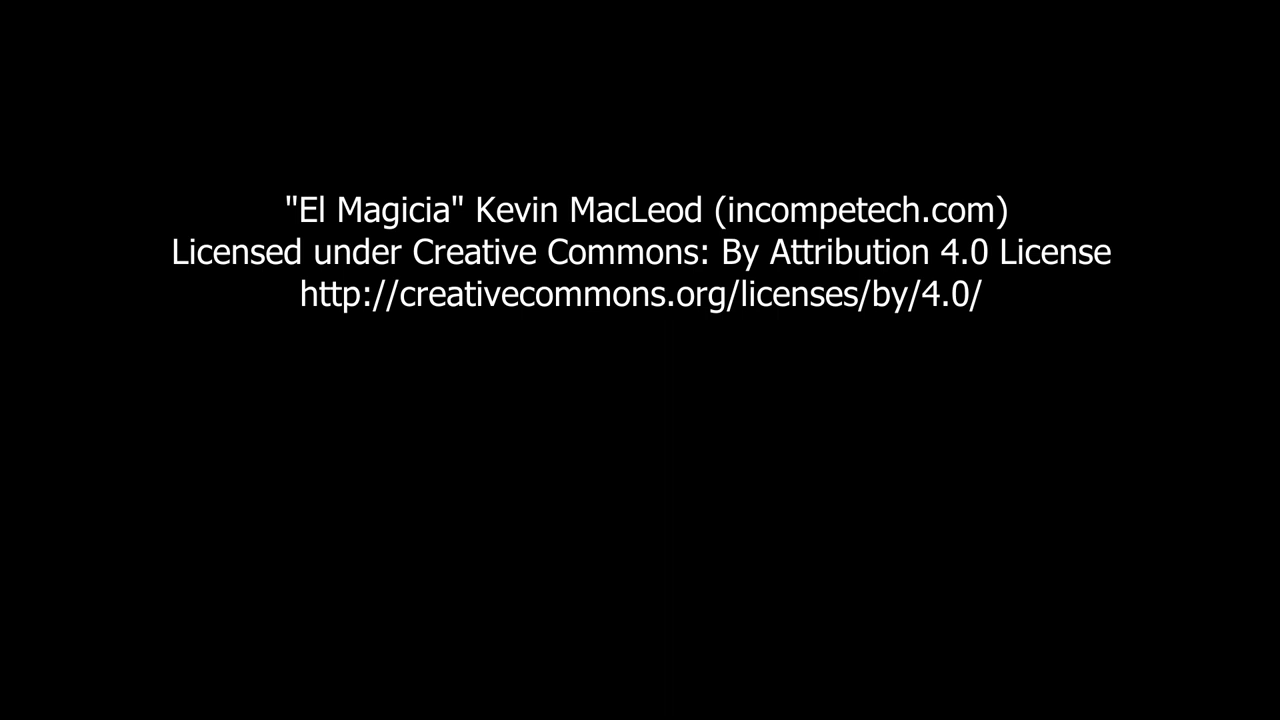 "El Magicia" Kevin MacLeod (incompetech.com)
Licensed under Creative Commons: By Attribution 4.0 License
http://creativecommons.org/licenses/by/4.0/